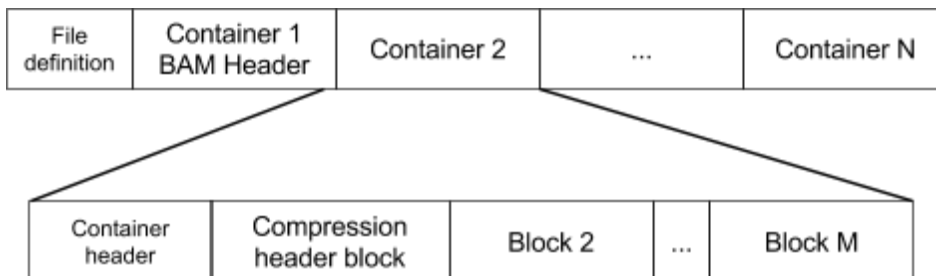 File
definition
Container 1
BAM Header
Container 2
...
Container N
Container
header
Compression
header block
Block 2
...
Block M